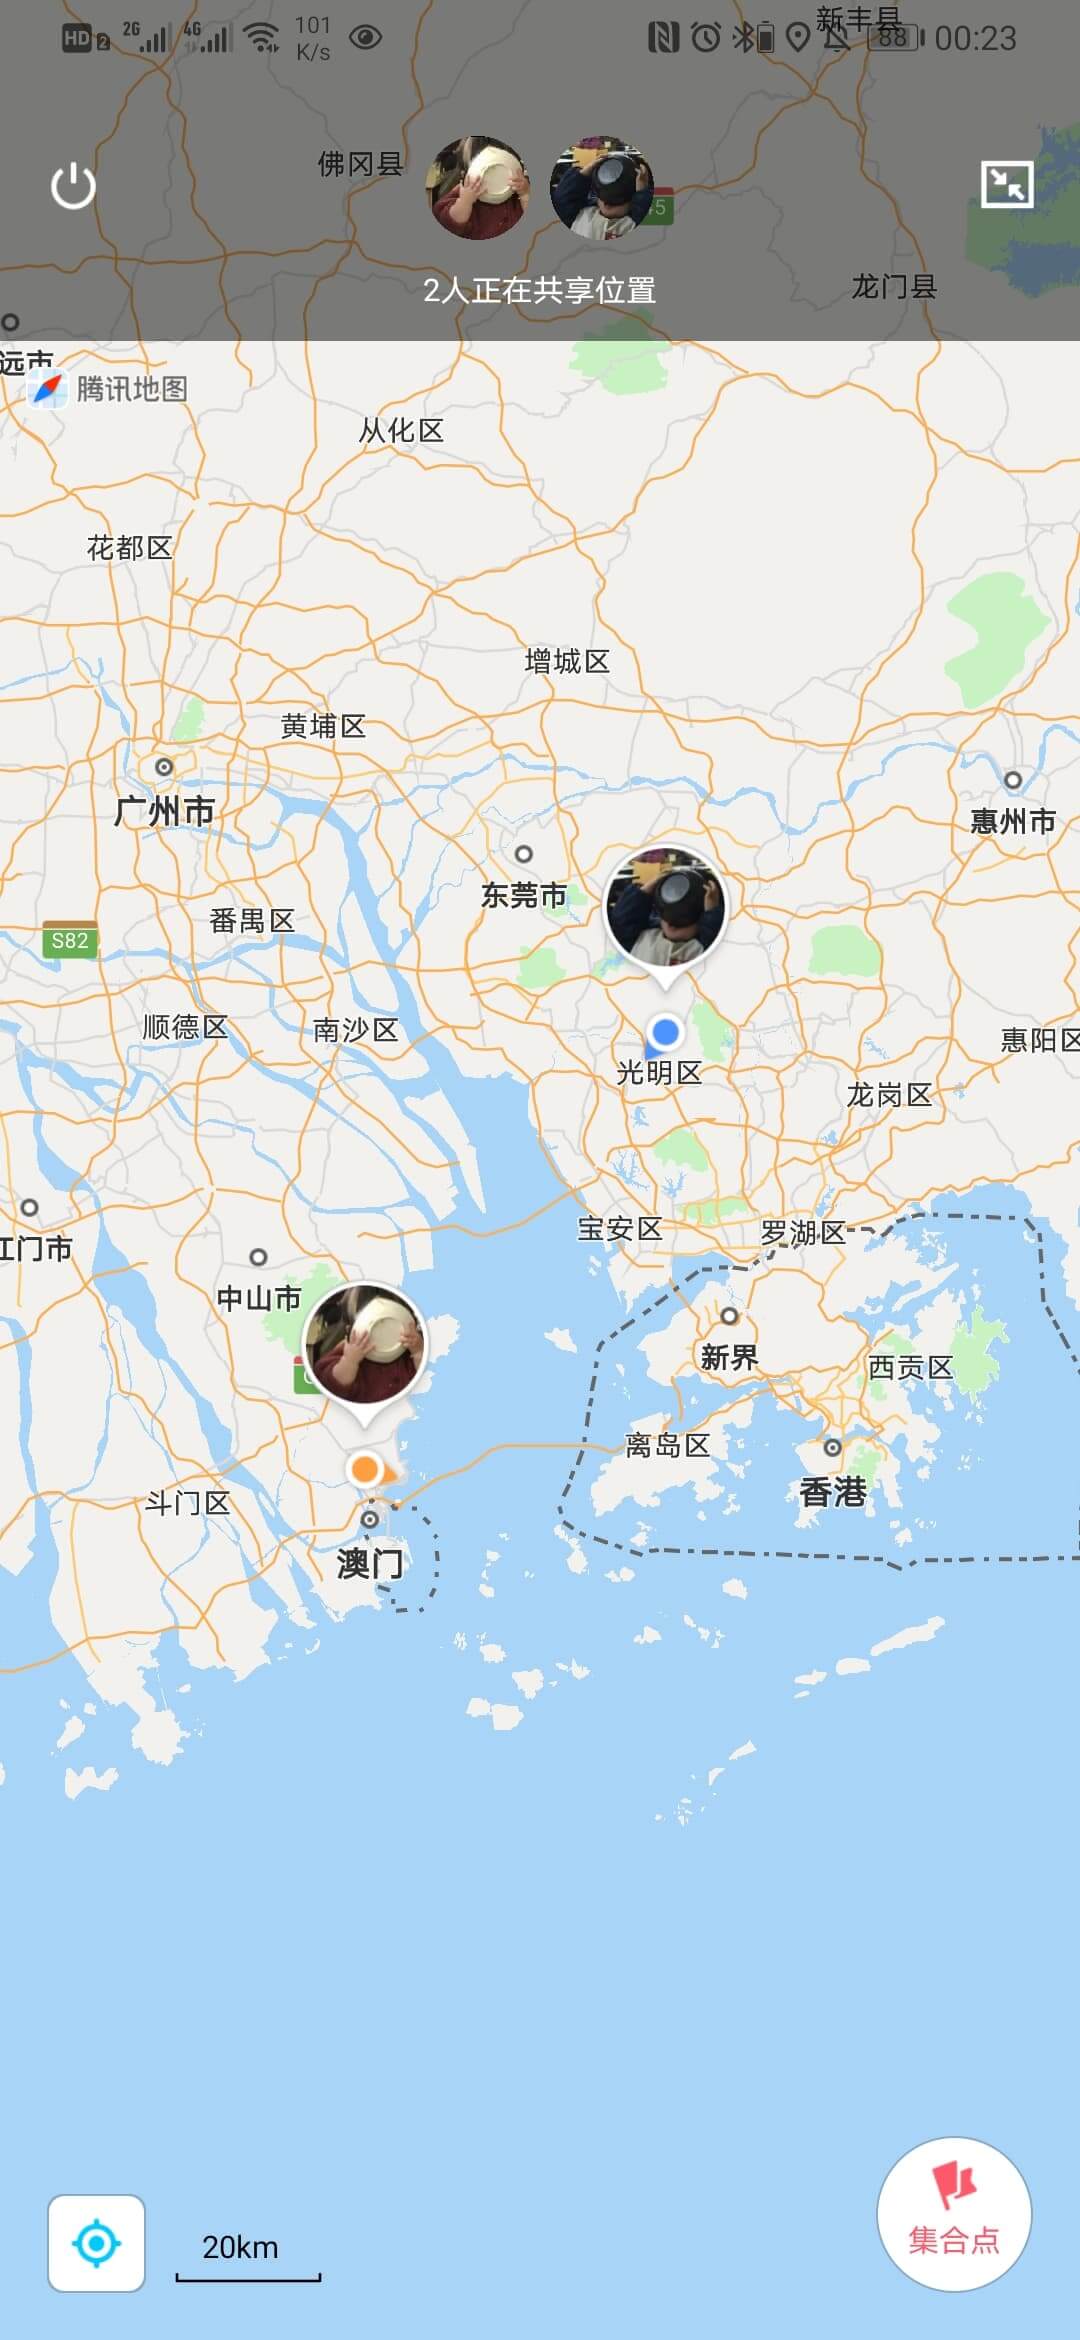 HD 2 2G 4G 101 K/s 88 00:23
新丰县
佛冈县
45
2人正在共享位置
龙门县
远市
腾讯地图
从化区
花都区
增城区
黄埔区
广州市
惠州市
东莞市
番禺区
S82
顺德区
南沙区
惠阳区
光明区
龙岗区
江门市
宝安区
罗湖区
中山市
新界
西贡区
离岛区
香港
斗门区
澳门
20km
集合点